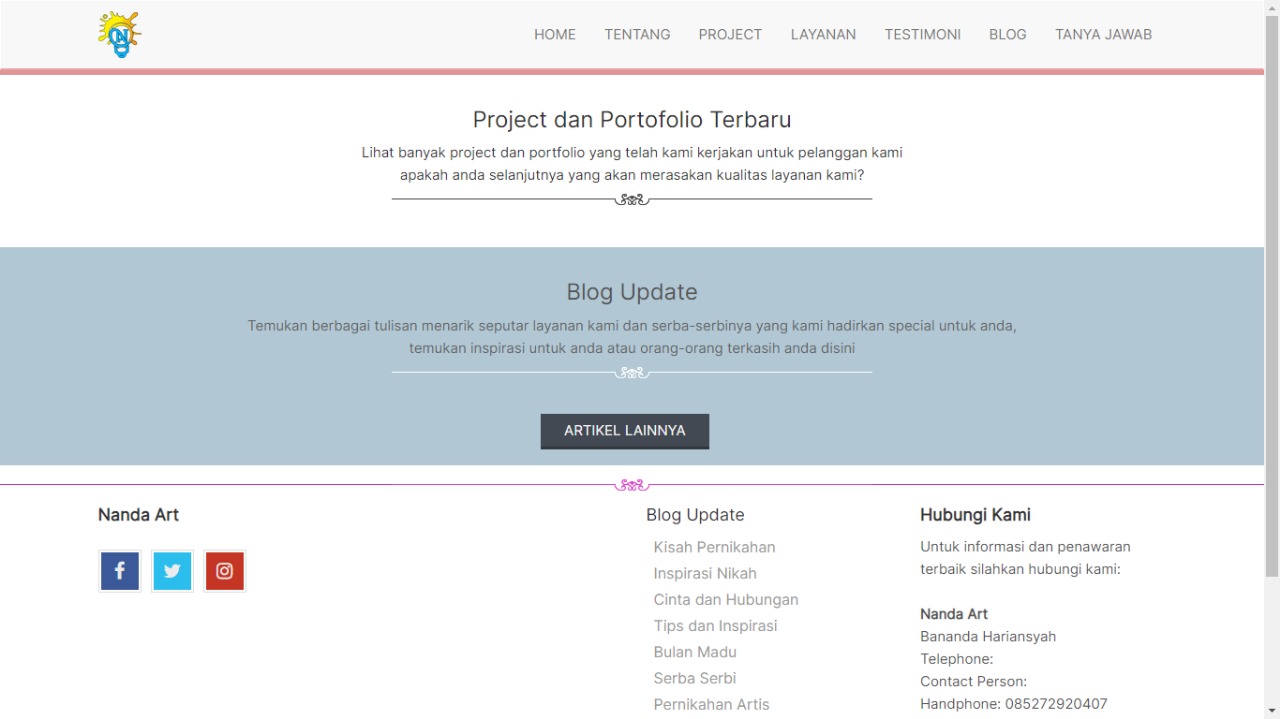 N
HOME TENTANG PROJECT LAYANAN TESTIMONI BLOG TANYA JAWAB
Project dan Portofolio Terbaru
Lihat banyak project dan portfolio yang telah kami kerjakan untuk pelanggan kami
apakah anda selanjutnya yang akan merasakan kualitas layanan kami?
Blog Update
Temukan berbagai tulisan menarik seputar layanan kami dan serba-serbinya yang kami hadirkan special untuk anda,
temukan inspirasi untuk anda atau orang-orang terkasih anda disini
ARTIKEL LAINNYA
Nanda Art
Blog Update
Kisah Pernikahan
Inspirasi Nikah
Cinta dan Hubungan
Tips dan Inspirasi
Bulan Madu
Serba Serbi
Pernikahan Artis
Hubungi Kami
Untuk informasi dan penawaran
terbaik silahkan hubungi kami:
Nanda Art
Bananda Hariansyah
Telephone:
Contact Person:
Handphone: 085272920407